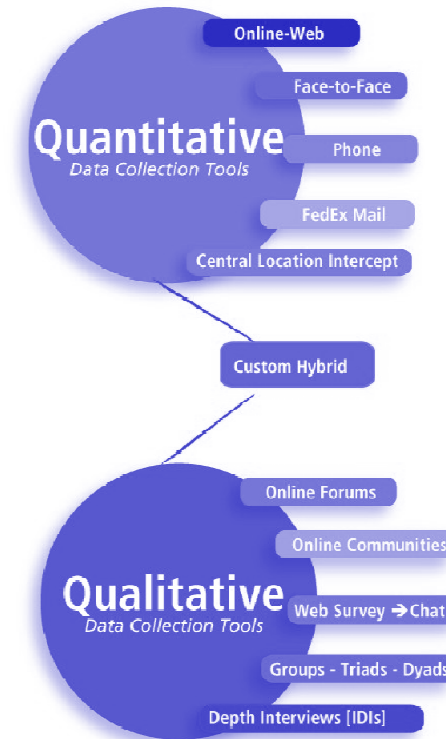 Online-Web
Face-to-Face
Quantitative
Data Collection Tools
Phone
FedEx Mail
Central Location Intercept
Custom Hybrid
Online Forums
Online Communities
Qualitative
Data Collection Tools
Web Survey ➔Chat
Groups - Triads - Dyads
Depth Interviews [IDIs]